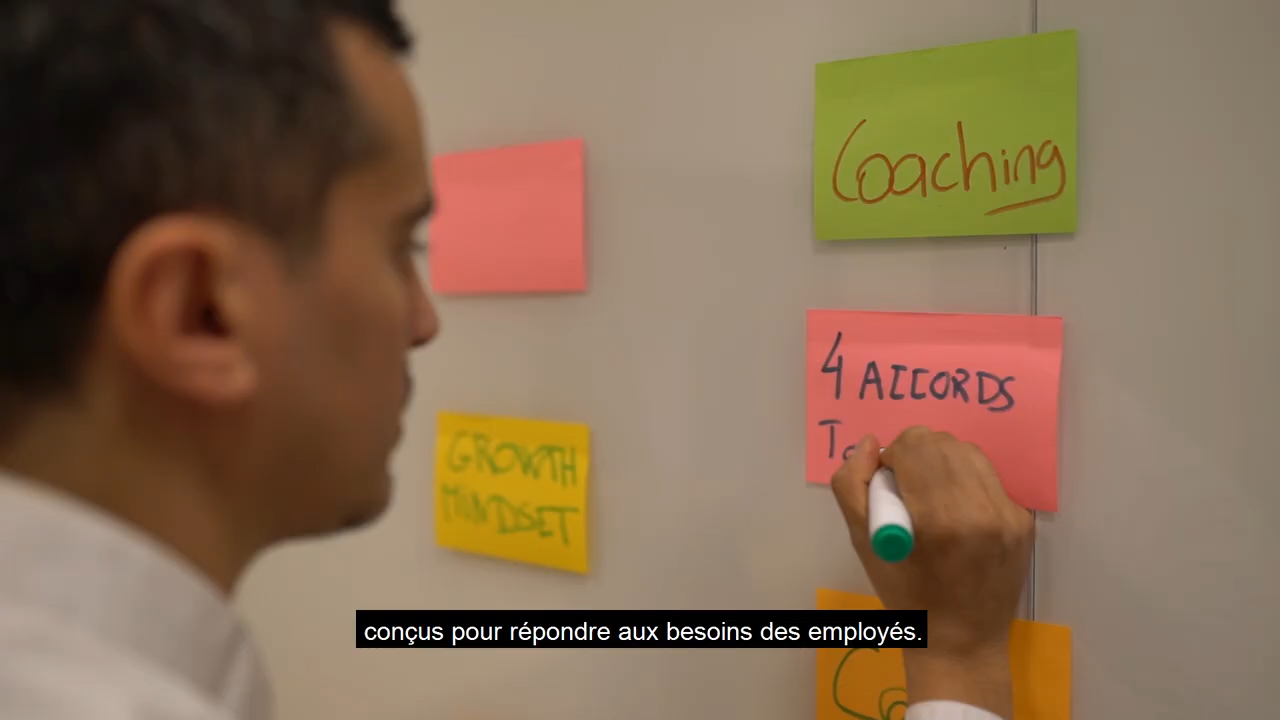 Coaching
4 ACCORDS
GROWTH
MINDSET
conçus pour répondre aux besoins des employés.